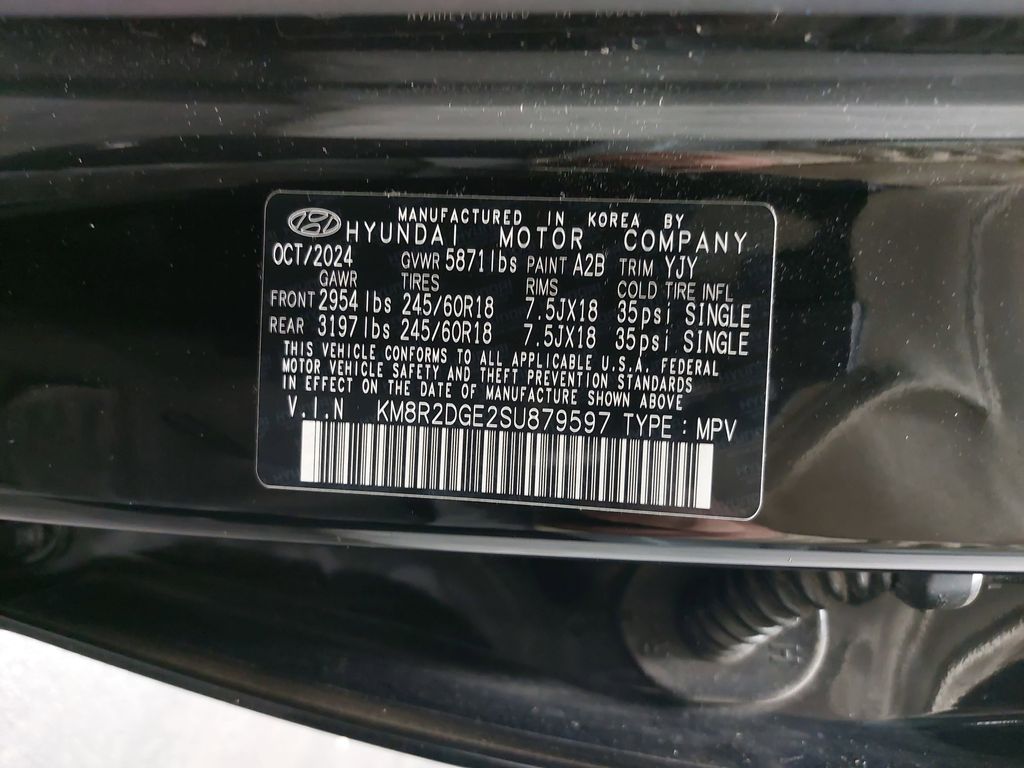 MANUFACTURED IN KOREA BY
HYUNDAI MOTOR COMPANY
OCT/2024 GVWR 5871lbs PAINT A2B TRIM YJY
GAWR TIRES RIMS COLD TIRE INFL
FRONT 2954lbs 245/60R18 7.5JX18 35psi SINGLE
REAR 3197lbs 245/60R18 7.5JX18 35psi SINGLE
THIS VEHICLE CONFORMS TO ALL APPLICABLE U.S.A. FEDERAL
MOTOR VEHICLE SAFETY AND THEFT PREVENTION STANDARDS
IN EFFECT ON THE DATE OF MANUFACTURE SHOWN ABOVE
V.I.N KM8R2DGE2SU879597 TYPE : MPV